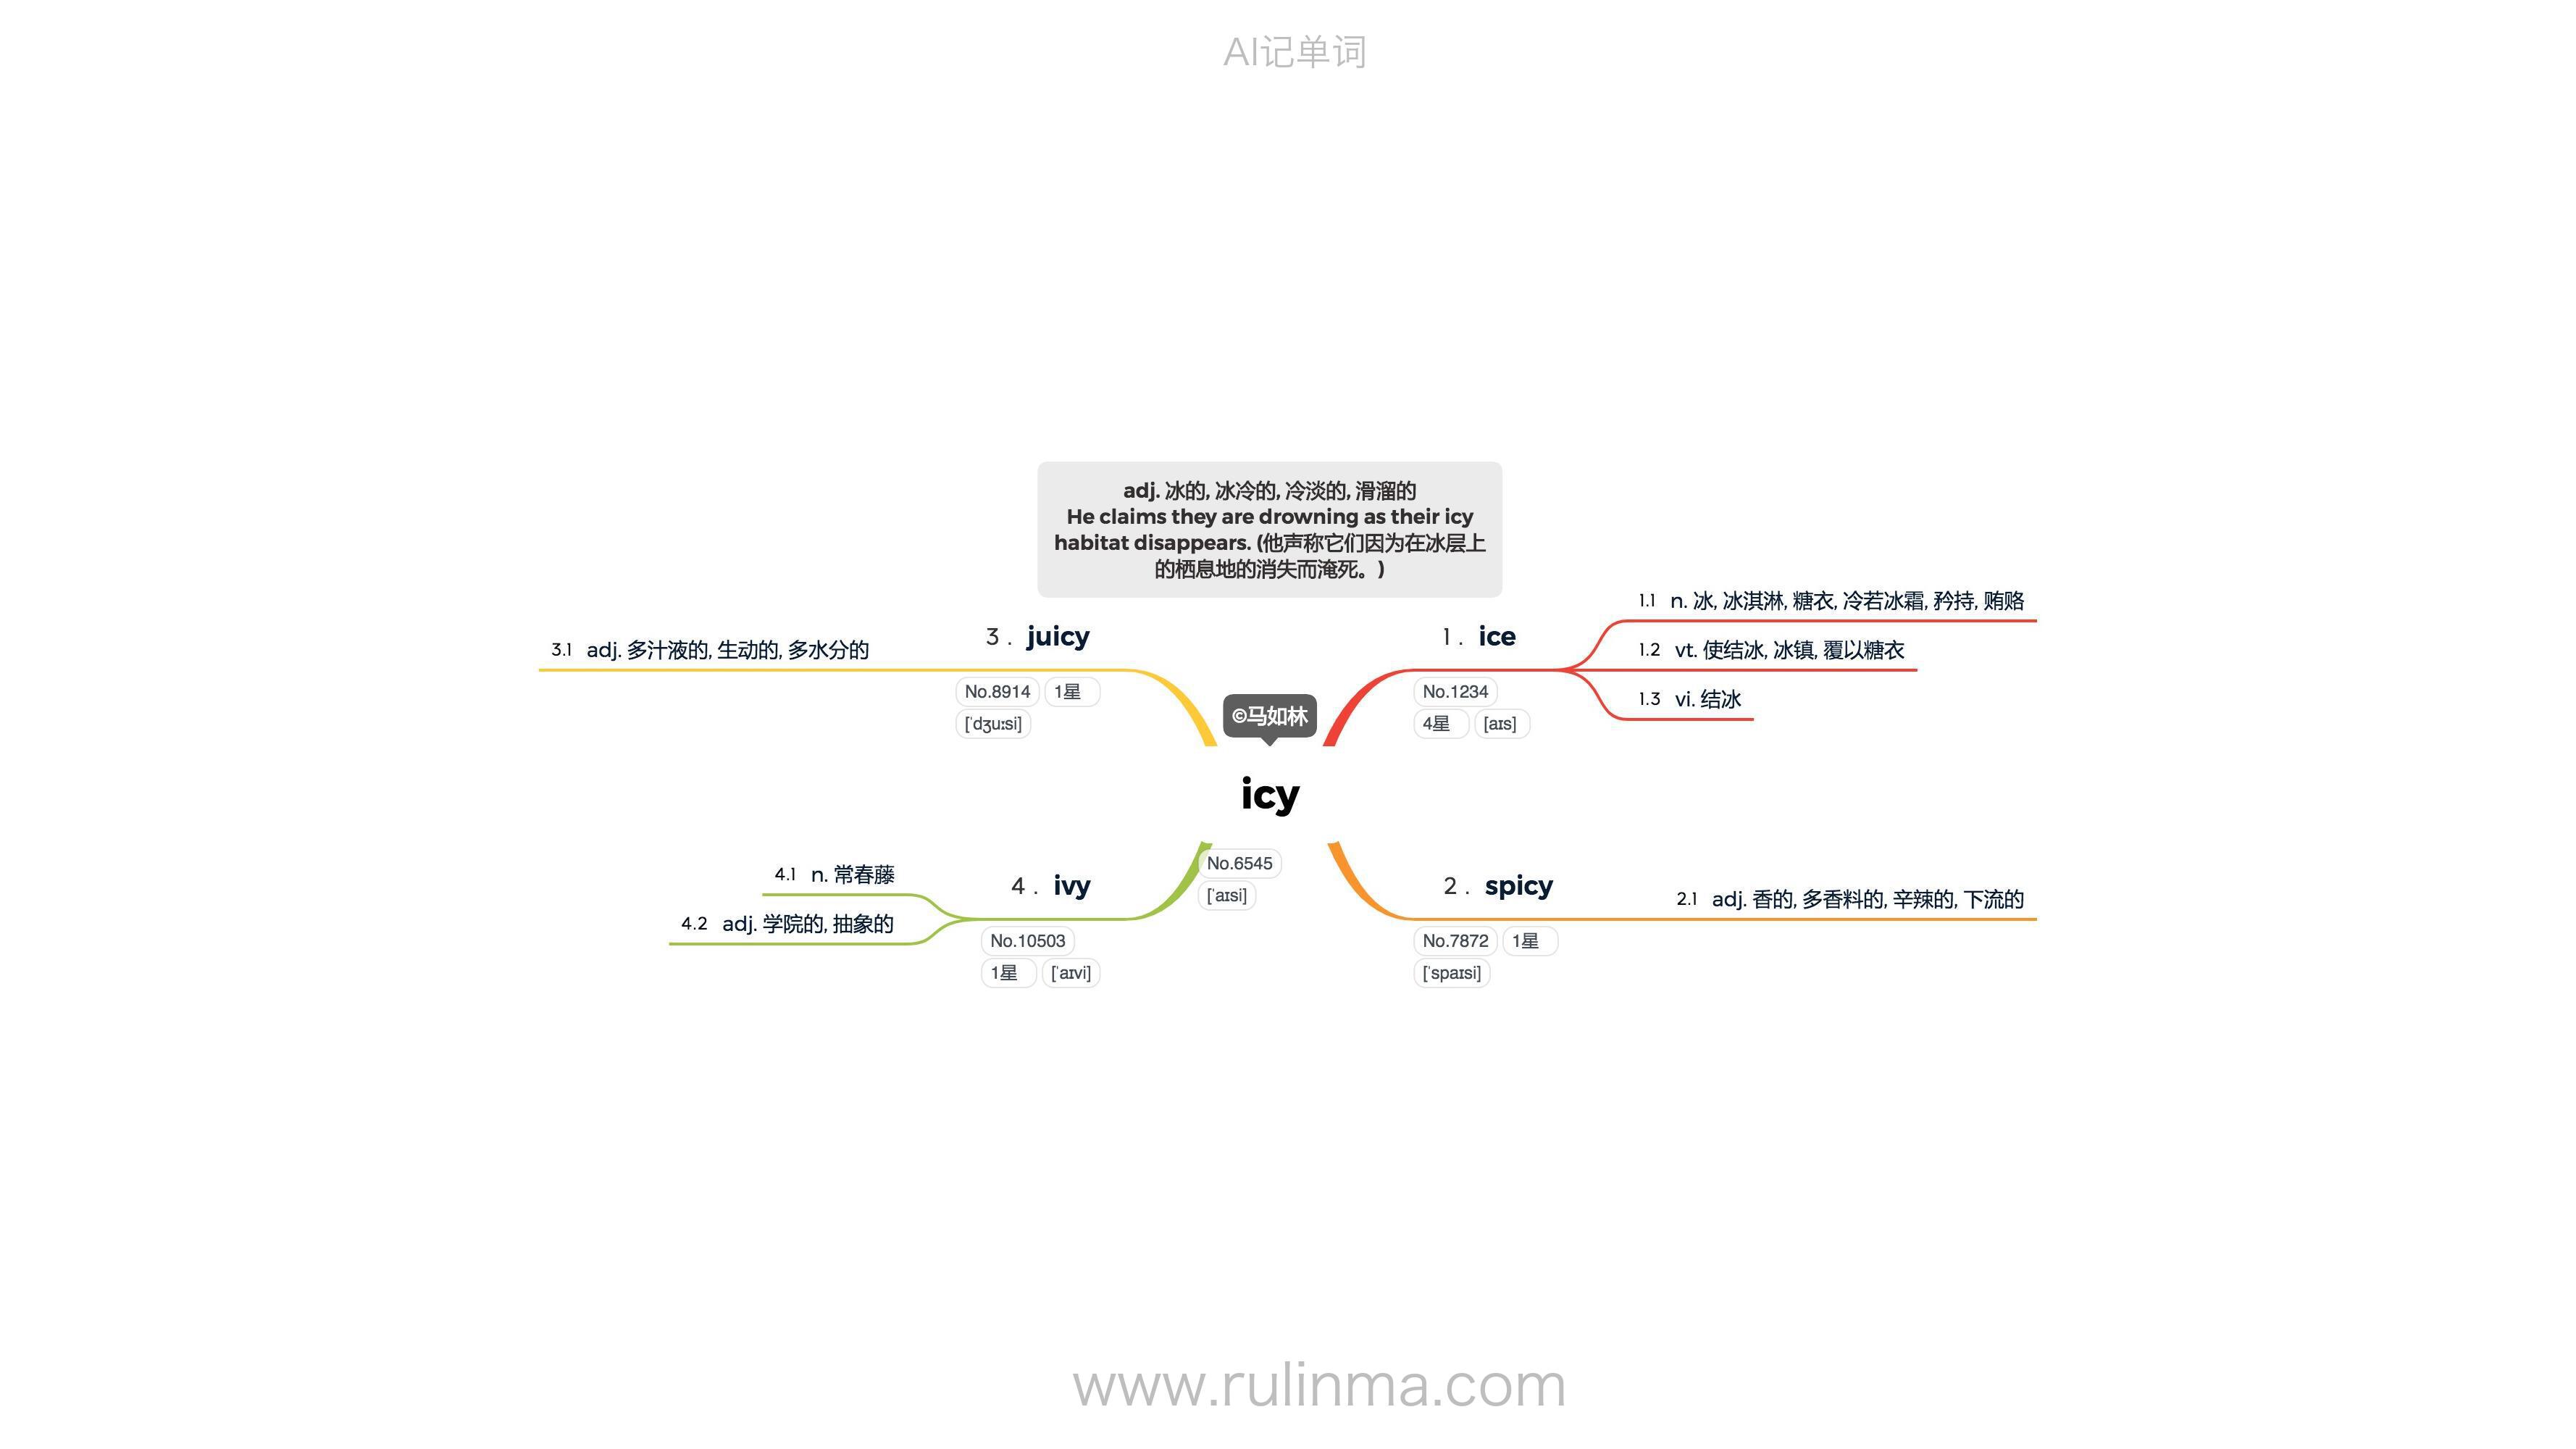 AI记单词
adj. 冰的, 冰冷的, 冷淡的, 滑溜的
He claims they are drowning as their icy
habitat disappears. (他声称它们因为在冰层上
的栖息地的消失而淹死。)
©马如林
icy
No.6545
[ˈaɪsi]
1 . ice
No.1234
4星 [aɪs]
1.1 n. 冰, 冰淇淋, 糖衣, 冷若冰霜, 矜持, 贿赂
1.2 vt. 使结冰, 冰镇, 覆以糖衣
1.3 vi. 结冰
2 . spicy
No.7872 1星
[ˈspaɪsi]
2.1 adj. 香的, 多香料的, 辛辣的, 下流的
3 . juicy
No.8914 1星
[ˈdʒuːsi]
3.1 adj. 多汁液的, 生动的, 多水分的
4 . ivy
No.10503
1星 [ˈaɪvi]
4.1 n. 常春藤
4.2 adj. 学院的, 抽象的
www.rulinma.com